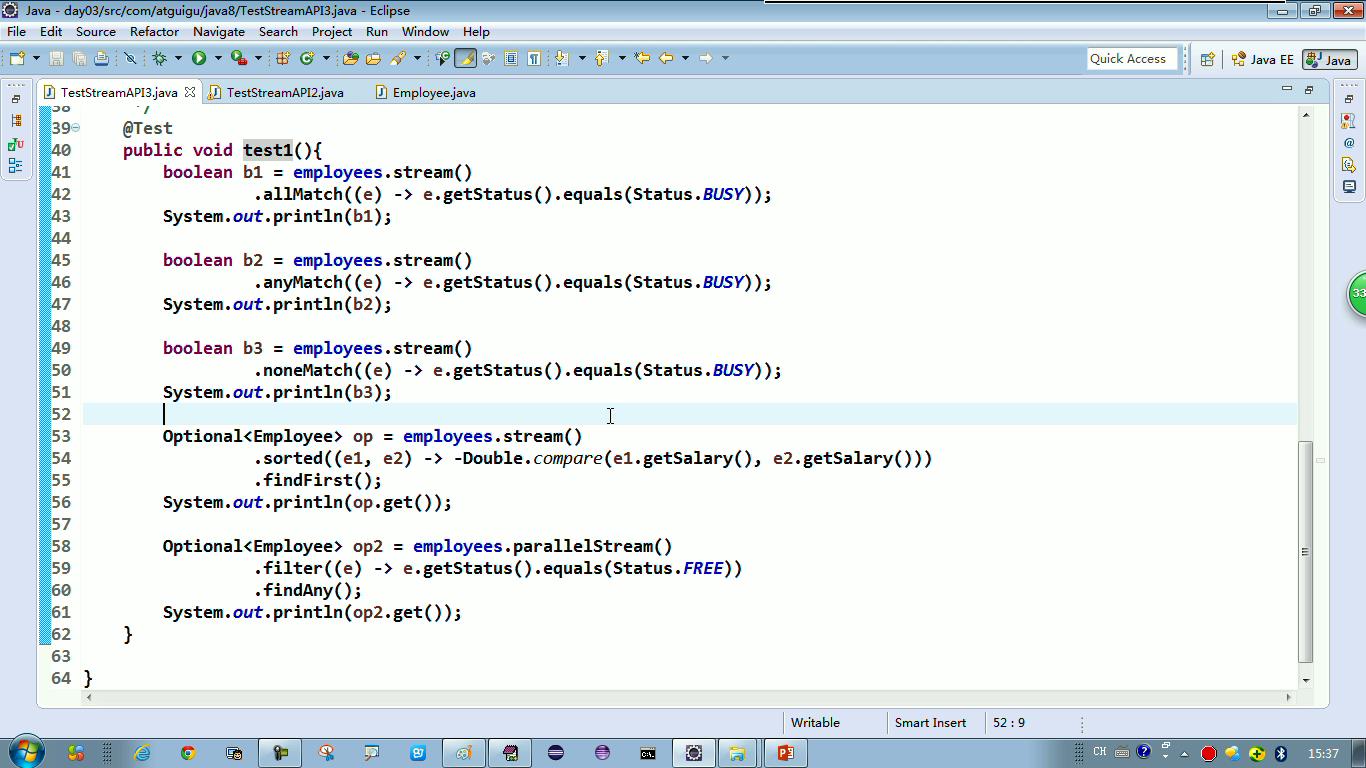 Java - day03/src/com/atguigu/java8/TestStreamAPI3.java - Eclipse
File Edit Source Refactor Navigate Search Project Run Window Help
Quick Access Java EE Java
TestStreamAPI3.java TestStreamAPI2.java Employee.java
38 */
39 @Test
40 public void test1(){
41 boolean b1 = employees.stream()
42 .allMatch((e) -> e.getStatus().equals(Status.BUSY));
43 System.out.println(b1);
44
45 boolean b2 = employees.stream()
46 .anyMatch((e) -> e.getStatus().equals(Status.BUSY));
47 System.out.println(b2);
48
49 boolean b3 = employees.stream()
50 .noneMatch((e) -> e.getStatus().equals(Status.BUSY));
51 System.out.println(b3);
52
53 Optional<Employee> op = employees.stream()
54 .sorted((e1, e2) -> -Double.compare(e1.getSalary(), e2.getSalary()))
55 .findFirst();
56 System.out.println(op.get());
57
58 Optional<Employee> op2 = employees.parallelStream()
59 .filter((e) -> e.getStatus().equals(Status.FREE))
60 .findAny();
61 System.out.println(op2.get());
62 }
63
64 }
33
Writable Smart Insert 52 : 9
CH 15:37